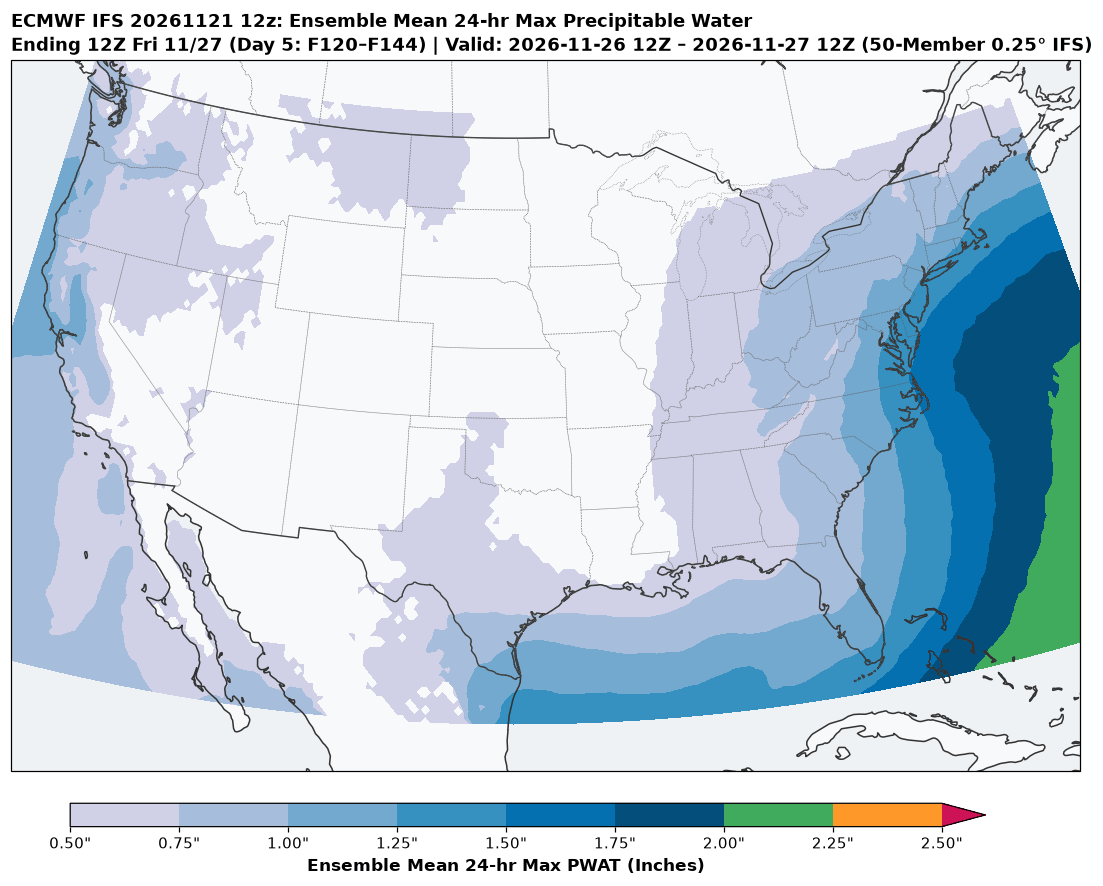 ECMWF IFS 20261121 12z: Ensemble Mean 24-hr Max Precipitable Water
Ending 12Z Fri 11/27 (Day 5: F120–F144) | Valid: 2026-11-26 12Z – 2026-11-27 12Z (50-Member 0.25° IFS)
0.50" 0.75" 1.00" 1.25" 1.50" 1.75" 2.00" 2.25" 2.50"
Ensemble Mean 24-hr Max PWAT (Inches)